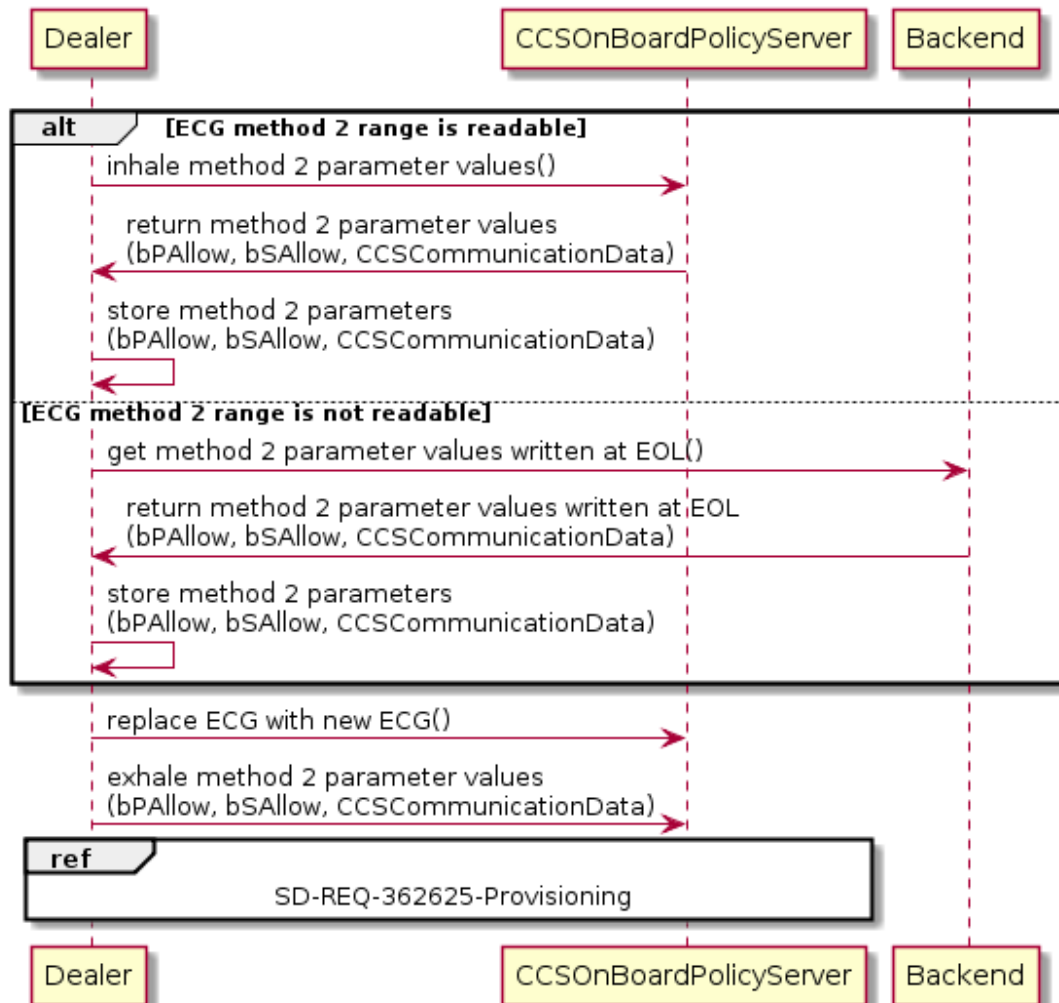 Dealer
CCSOnBoardPolicyServer
Backend
alt
[ECG method 2 range is readable]
inhale method 2 parameter values()
return method 2 parameter values
(bPAllow, bSAllow, CCSCommunicationData)
store method 2 parameters
(bPAllow, bSAllow, CCSCommunicationData)
[ECG method 2 range is not readable]
get method 2 parameter values written at EOL()
return method 2 parameter values written at EOL
(bPAllow, bSAllow, CCSCommunicationData)
store method 2 parameters
(bPAllow, bSAllow, CCSCommunicationData)
replace ECG with new ECG()
exhale method 2 parameter values
(bPAllow, bSAllow, CCSCommunicationData)
ref
SD-REQ-362625-Provisioning
Dealer
CCSOnBoardPolicyServer
Backend